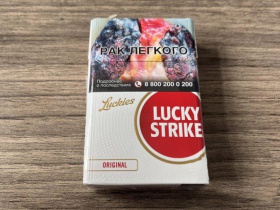 РАК ЛЕГКОГО
Подробнее
о последствиях 8 800 200 0 200
Luckies
LUCKY
STRIKE
ORIGINAL